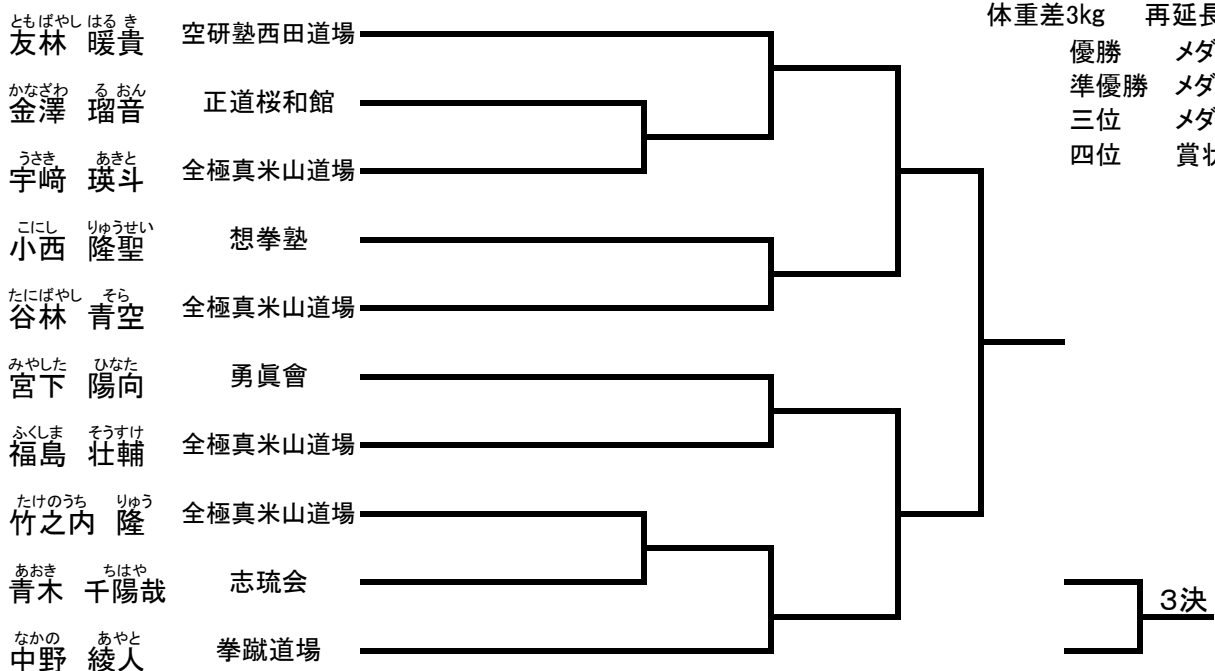 ともばやし はる き
友林 暖貴 空研塾西田道場
かなざわ る おん
金澤 瑠音 正道桜和館
うさき あきと
宇﨑 瑛斗 全極真米山道場
こにし りゅうせい
小西 隆聖 想拳塾
たにばやし そら
谷林 青空 全極真米山道場
みやした ひなた
宮下 陽向 勇眞會
ふくしま そうすけ
福島 壮輔 全極真米山道場
たけのうち りゅう
竹之内 隆 全極真米山道場
あおき ちはや
青木 千陽哉 志琉会
なかの あやと
中野 綾人 拳蹴道場
体重差3kg 再延長
優勝 メダ
準優勝 メダ
三位 メダ
四位 賞状
3決